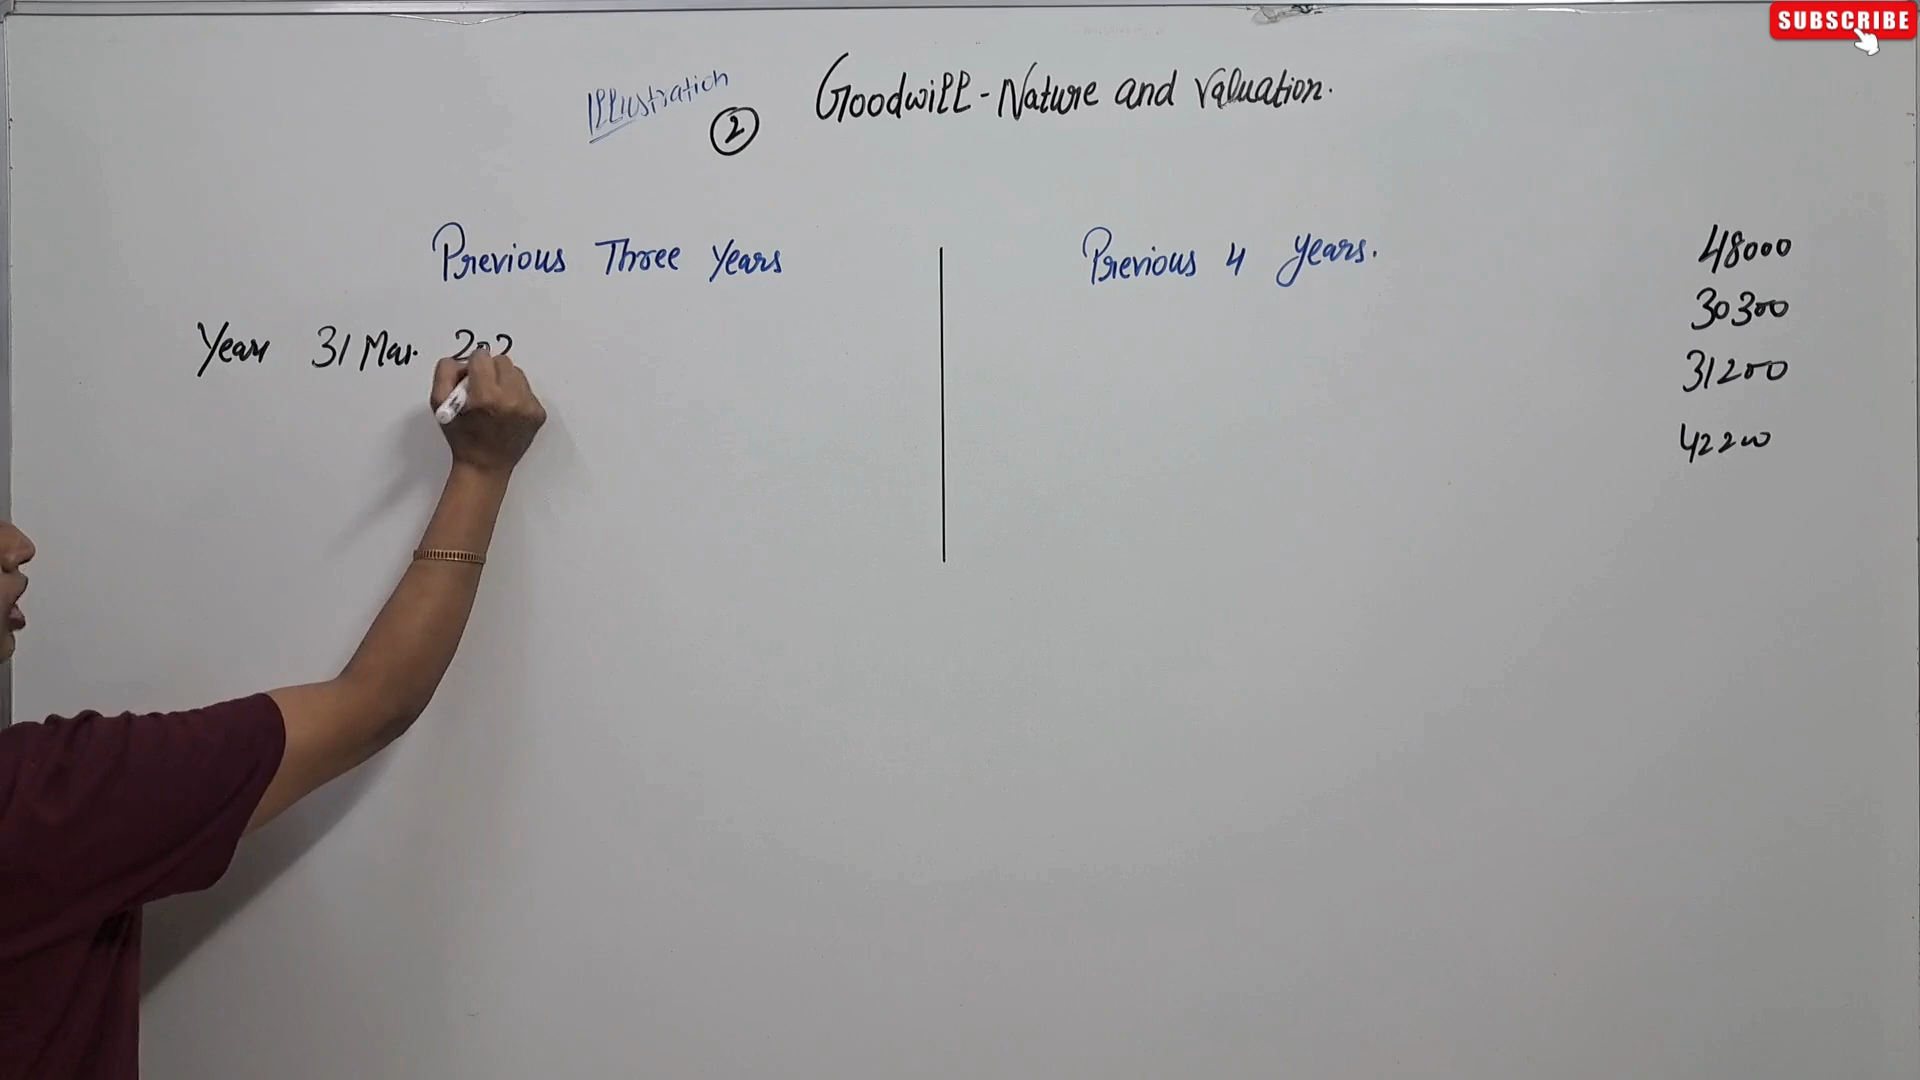 SUBSCRIBE
Illustration
2
Goodwill - Nature and Valuation.
Previous Three Years
Previous 4 years.
48000
30300
31200
42200
Year 31 Mar. 202